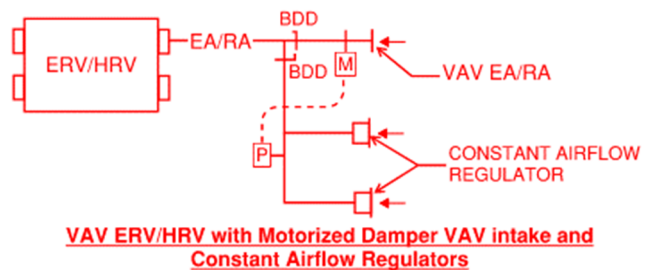 BDD
EA/RA
ERV/HRV
BDD
M
VAV EA/RA
P
CONSTANT AIRFLOW
REGULATOR
VAV ERV/HRV with Motorized Damper VAV intake and
Constant Airflow Regulators